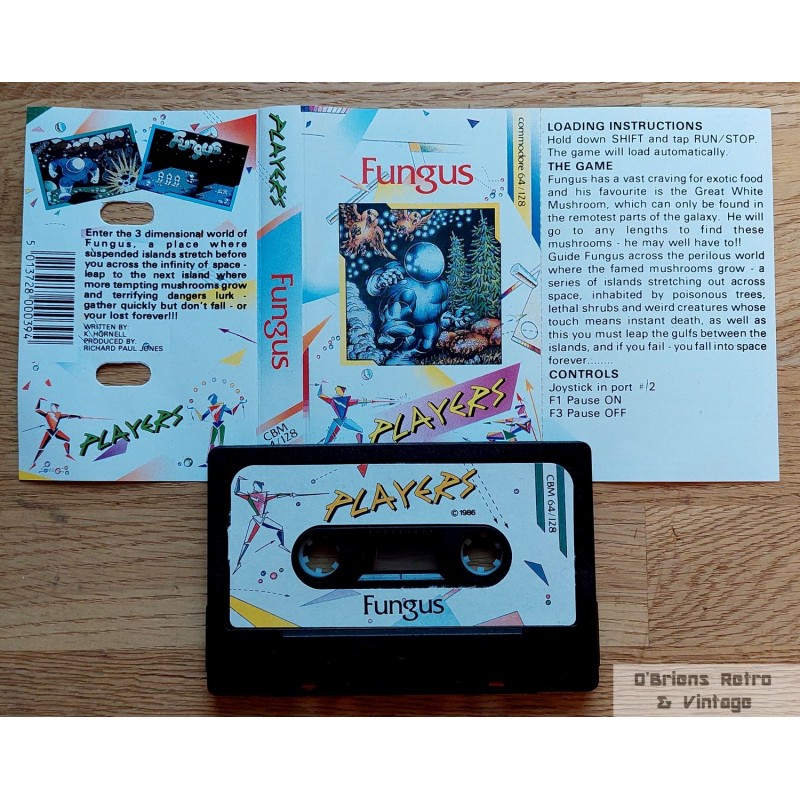 Fungus
Enter the 3 dimensional world of
Fungus, a place where
suspended islands stretch before
you across the infinity of space -
leap to the next island where
more tempting mushrooms grow
and terrifying dangers lurk -
gather quickly but don't fall - or
your lost forever!!!
WRITTEN BY:
K. HORNELL
PRODUCED BY:
RICHARD PAUL JONES
5 013728 000394
PLAYERS
PLAYERS
Fungus
CBM
64/128
commodore 64/128
Fungus
PLAYERS
LOADING INSTRUCTIONS
Hold down SHIFT and tap RUN/STOP.
The game will load automatically.
THE GAME
Fungus has a vast craving for exotic food
and his favourite is the Great White
Mushroom, which can only be found in
the remotest parts of the galaxy. He will
go to any lengths to find these
mushrooms - he may well have to!!
Guide Fungus across the perilous world
where the famed mushrooms grow - a
series of islands stretching out across
space, inhabited by poisonous trees,
lethal shrubs and weird creatures whose
touch means instant death, as well as
this you must leap the gulfs between the
islands, and if you fail - you fall into space
forever........
CONTROLS
Joystick in port #/2
F1 Pause ON
F3 Pause OFF
PLAYERS
© 1986
CBM 64/128
Fungus
O'Briens Retro
& Vintage